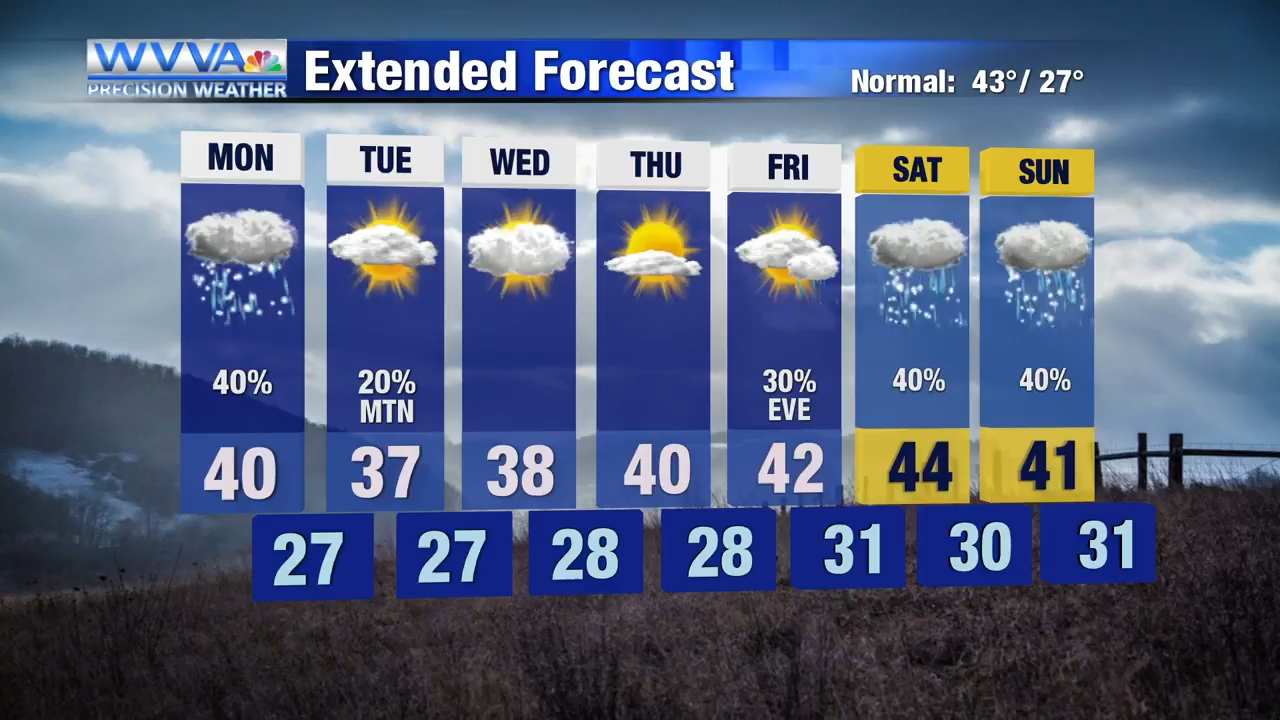 WVVA
PRECISION WEATHER
Extended Forecast
Normal: 43°/ 27°
MON TUE WED THU FRI SAT SUN
40% 20% 30% 40% 40%
MTN EVE
40 37 38 40 42 44 41
27 27 28 28 31 30 31